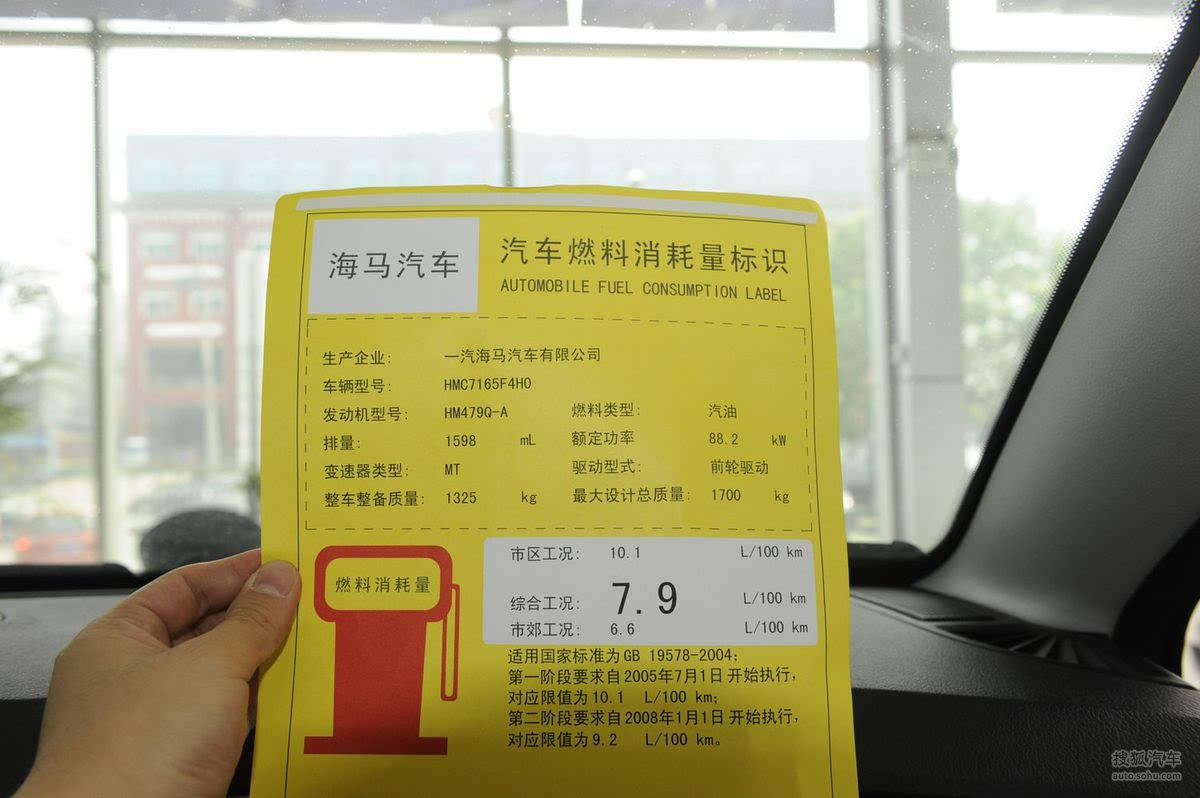 海马汽车
汽车燃料消耗量标识
AUTOMOBILE FUEL CONSUMPTION LABEL
生产企业: 一汽海马汽车有限公司
车辆型号: HMC7165F4H0
发动机型号: HM479Q-A 燃料类型: 汽油
排量: 1598 mL 额定功率 88.2 kW
变速器类型: MT 驱动型式: 前轮驱动
整车整备质量: 1325 kg 最大设计总质量: 1700 kg
燃料消耗量
市区工况: 10.1 L/100 km
综合工况: 7.9 L/100 km
市郊工况: 6.6 L/100 km
适用国家标准为GB 19578-2004;
第一阶段要求自2005年7月1日开始执行,
对应限值为10.1 L/100 km;
第二阶段要求自2008年1月1日开始执行,
对应限值为9.2 L/100 km。
搜狐汽车
auto.sohu.com